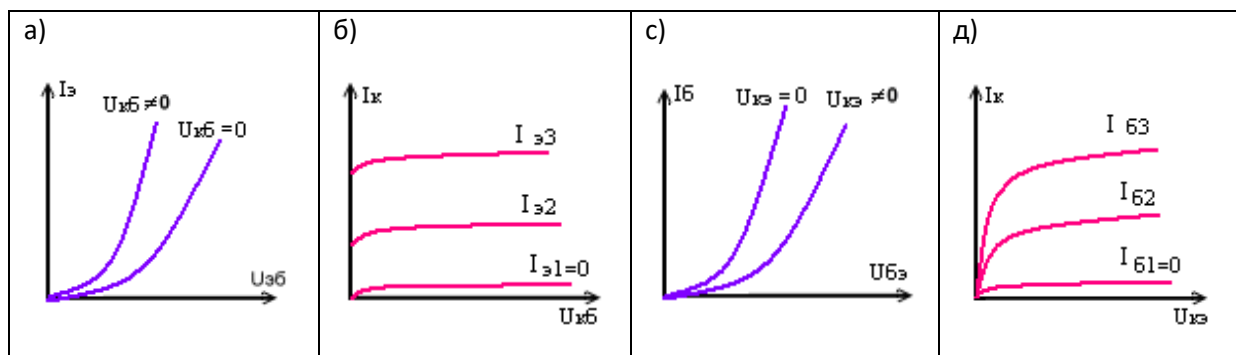 а)
Iэ
Uкб ≠0
Uкб =0
Uэб
б)
Iк
I э3
I э2
I э1=0
Uкб
с)
Iб
Uкэ = 0
Uкэ ≠0
Uбэ
д)
Iк
I б3
I б2
I б1=0
Uкэ